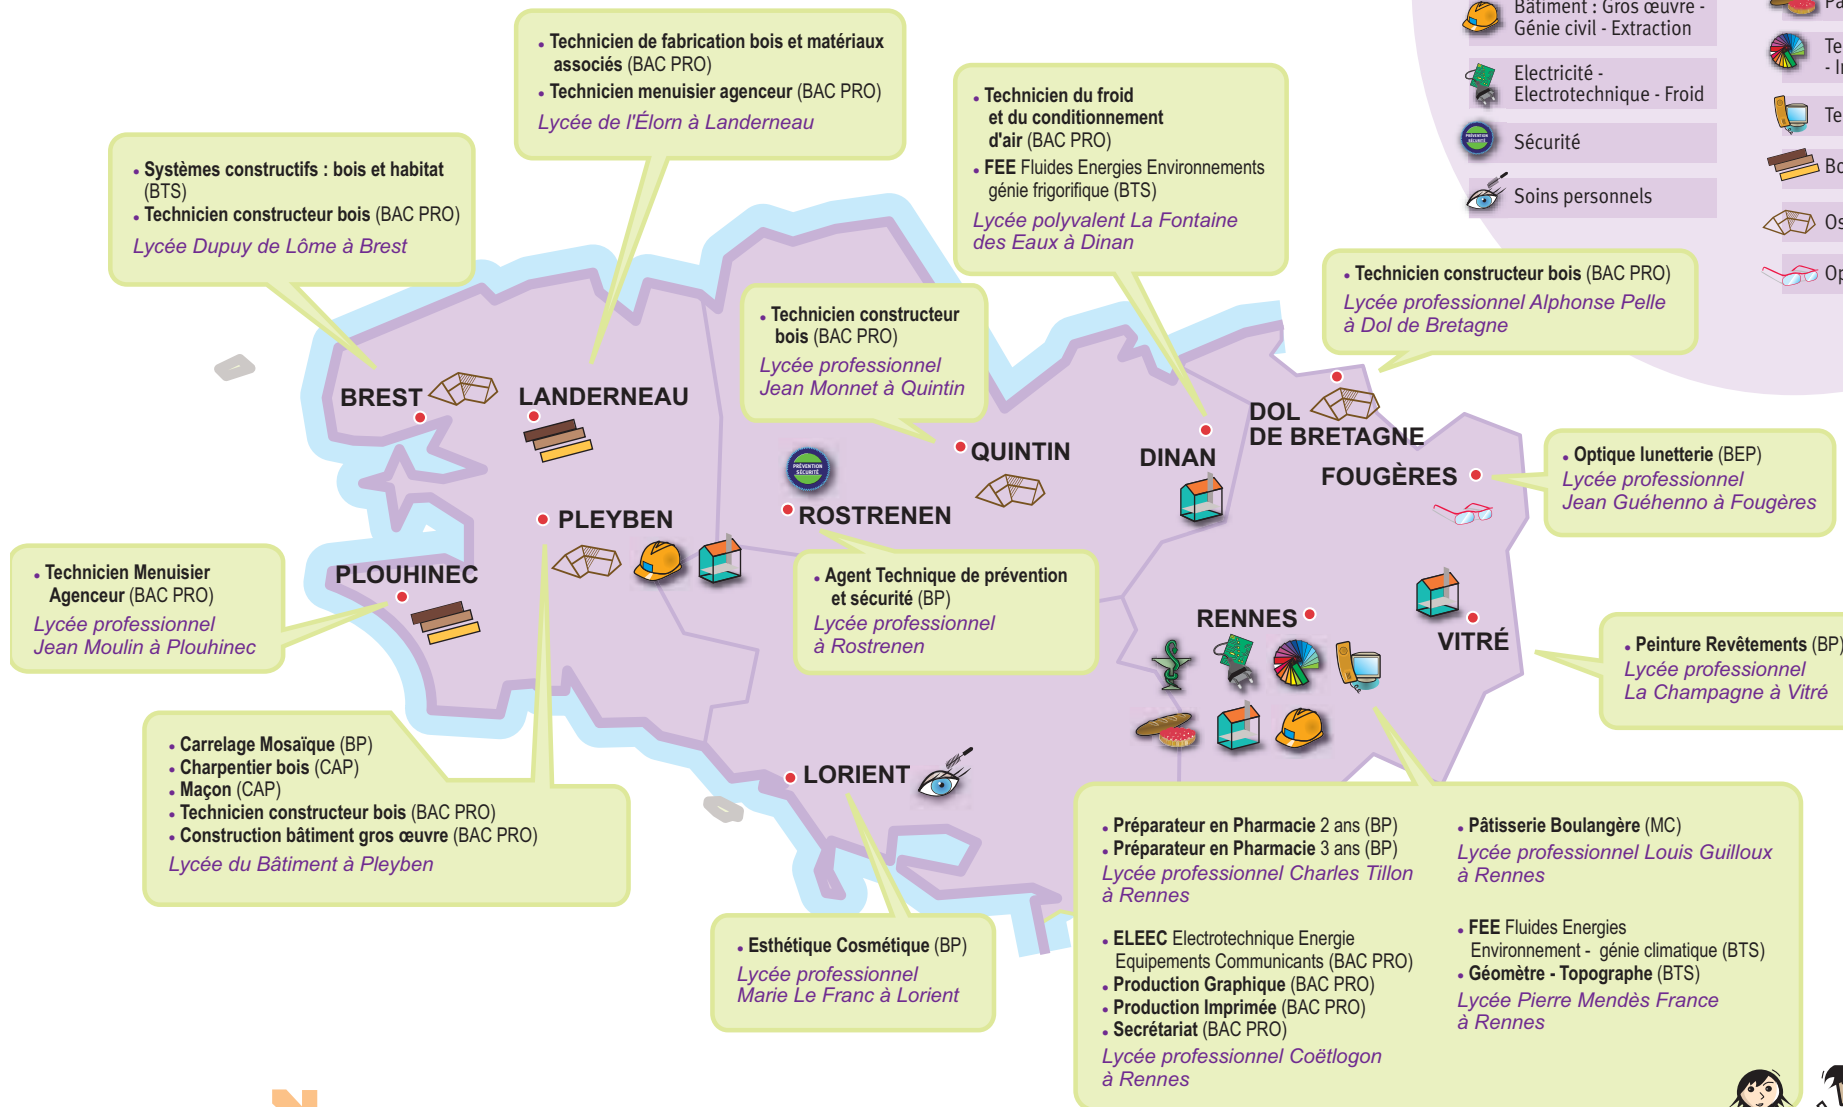 • Technicien de fabrication bois et matériaux
associés (BAC PRO)
• Technicien menuisier agenceur (BAC PRO)
Lycée de l'Élorn à Landerneau
• Systèmes constructifs : bois et habitat
(BTS)
• Technicien constructeur bois (BAC PRO)
Lycée Dupuy de Lôme à Brest
• Technicien du froid
et du conditionnement
d'air (BAC PRO)
• FEE Fluides Energies Environnements
génie frigorifique (BTS)
Lycée polyvalent La Fontaine
des Eaux à Dinan
Bâtiment : Gros œuvre -
Génie civil - Extraction
Electricité -
Electrotechnique - Froid
PRÉVENTION
SÉCURITÉ
Sécurité
Soins personnels
• Technicien constructeur bois (BAC PRO)
Lycée professionnel Alphonse Pelle
à Dol de Bretagne
• Technicien constructeur
bois (BAC PRO)
Lycée professionnel
Jean Monnet à Quintin
BREST
LANDERNEAU
QUINTIN
DINAN
DOL
DE BRETAGNE
FOUGÈRES
• Optique lunetterie (BEP)
Lycée professionnel
Jean Guéhenno à Fougères
PRÉVENTION
SÉCURITÉ
ROSTRENEN
PLEYBEN
PLOUHINEC
• Technicien Menuisier
Agenceur (BAC PRO)
Lycée professionnel
Jean Moulin à Plouhinec
• Agent Technique de prévention
et sécurité (BP)
Lycée professionnel
à Rostrenen
RENNES
VITRÉ
• Peinture Revêtements (BP)
Lycée professionnel
La Champagne à Vitré
• Carrelage Mosaïque (BP)
• Charpentier bois (CAP)
• Maçon (CAP)
• Technicien constructeur bois (BAC PRO)
• Construction bâtiment gros œuvre (BAC PRO)
Lycée du Bâtiment à Pleyben
LORIENT
• Esthétique Cosmétique (BP)
Lycée professionnel
Marie Le Franc à Lorient
• Préparateur en Pharmacie 2 ans (BP)
• Préparateur en Pharmacie 3 ans (BP)
Lycée professionnel Charles Tillon
à Rennes
• ELEEC Electrotechnique Energie
Equipements Communicants (BAC PRO)
• Production Graphique (BAC PRO)
• Production Imprimée (BAC PRO)
• Secrétariat (BAC PRO)
Lycée professionnel Coëtlogon
à Rennes
• Pâtisserie Boulangère (MC)
Lycée professionnel Louis Guilloux
à Rennes
• FEE Fluides Energies
Environnement - génie climatique (BTS)
• Géomètre - Topographe (BTS)
Lycée Pierre Mendès France
à Rennes